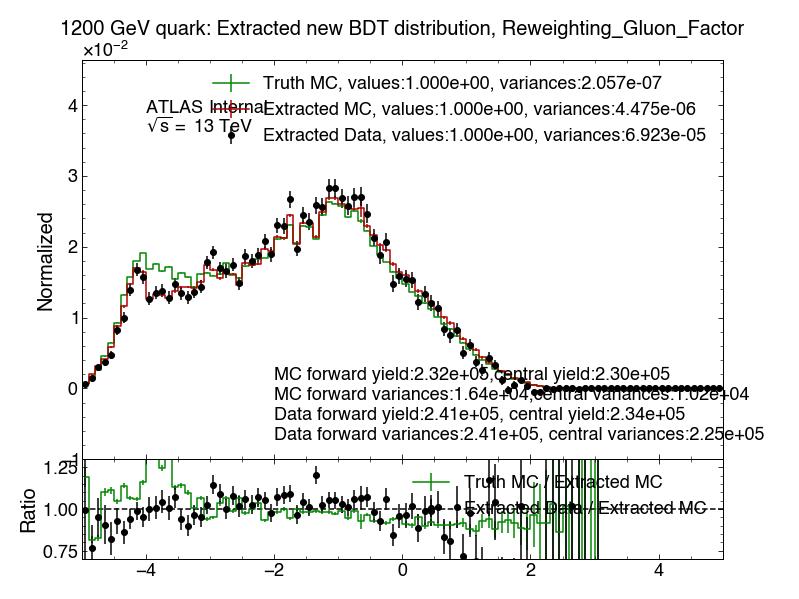 1200 GeV quark: Extracted new BDT distribution, Reweighting_Gluon_Factor
×10⁻²
Truth MC, values:1.000e+00, variances:2.057e-07
ATLAS Internal
Extracted MC, values:1.000e+00, variances:4.475e-06
√s = 13 TeV
Extracted Data, values:1.000e+00, variances:6.923e-05
Normalized
4
3
2
1
0
MC forward yield:2.32e+05,central yield:2.30e+05
MC forward variances:1.64e+04,central variances:1.02e+04
Data forward yield:2.41e+05, central yield:2.34e+05
Data forward variances:2.41e+05, central variances:2.25e+05
Ratio
1.25
1.00
0.75
Truth MC / Extracted MC
Extracted Data / Extracted MC
−4
−2
0
2
4